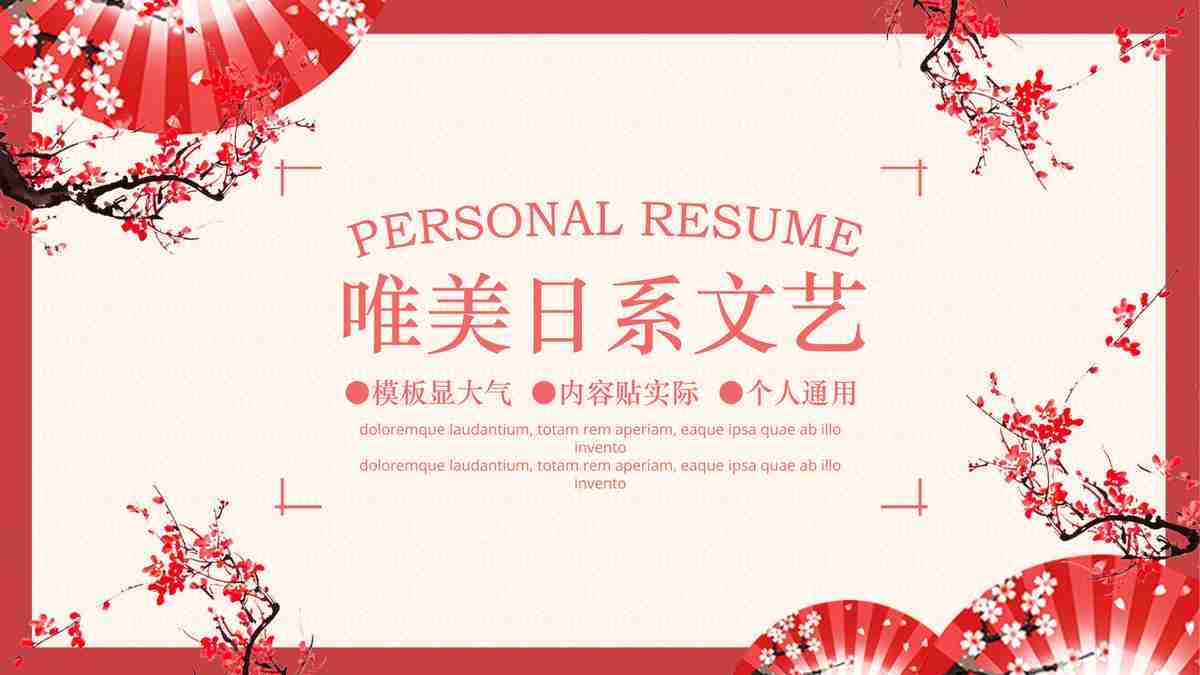 PERSONAL RESUME
唯美日系文艺
●模板显大气 ●内容贴实际 ●个人通用
doloremque laudantium, totam rem aperiam, eaque ipsa quae ab illo
invento
doloremque laudantium, totam rem aperiam, eaque ipsa quae ab illo
invento